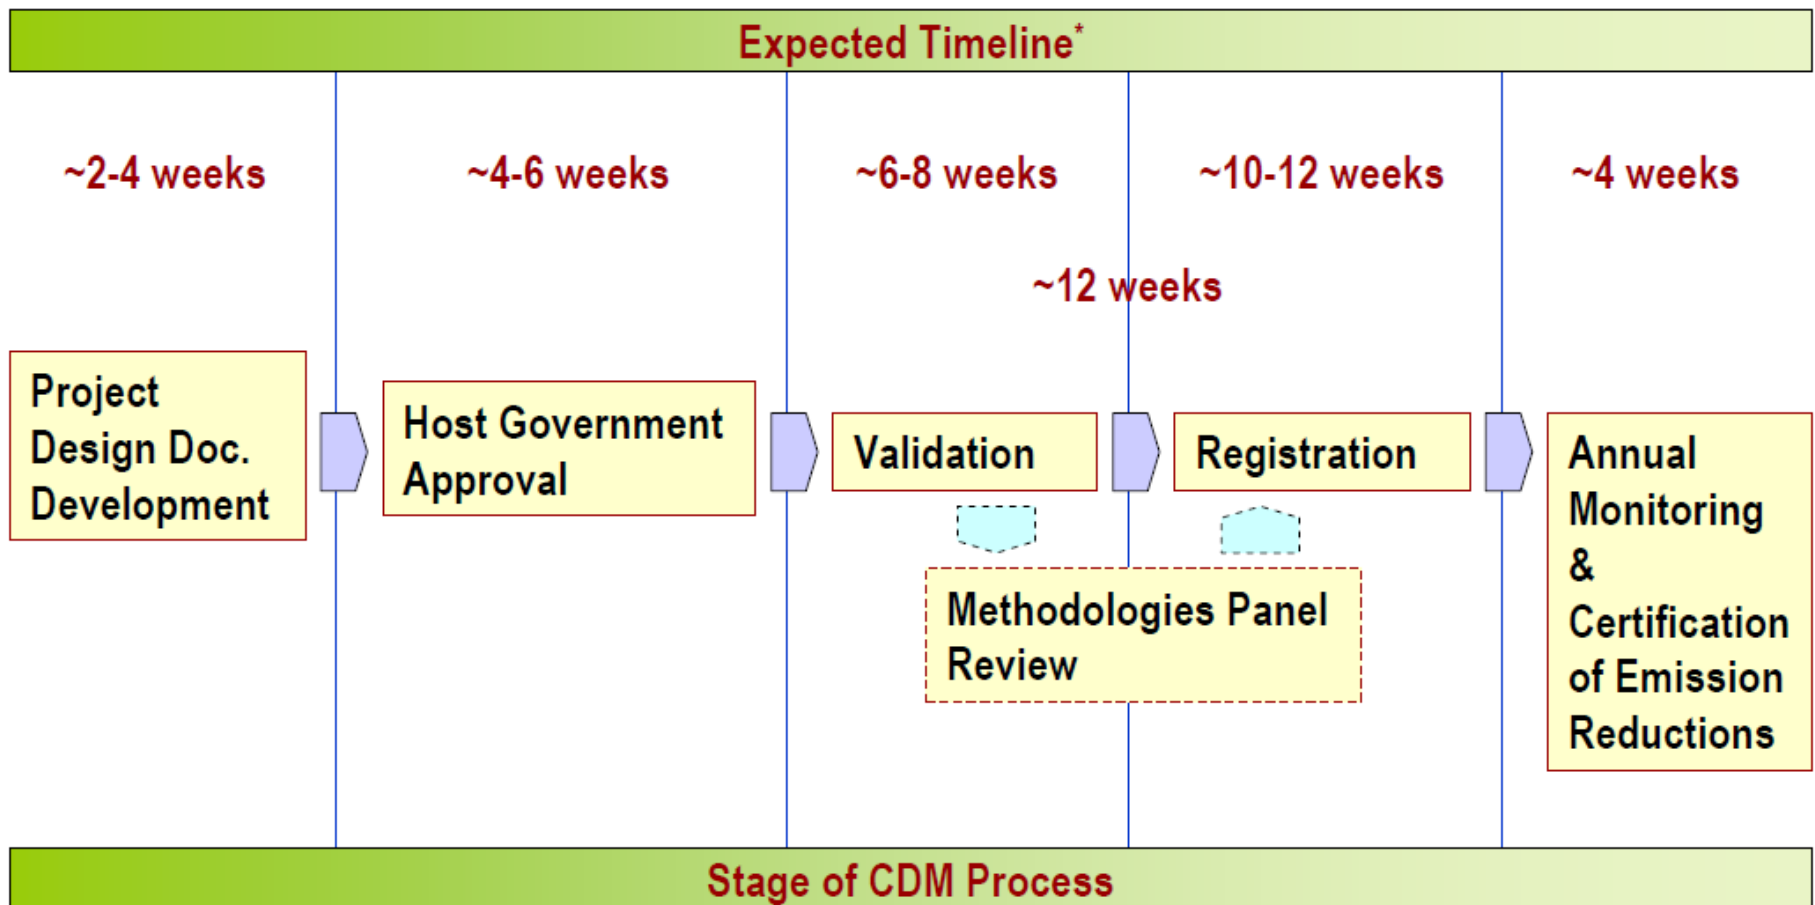 Expected Timeline*
~2-4 weeks
~4-6 weeks
~6-8 weeks
~10-12 weeks
~4 weeks
~12 weeks
Project
Design Doc.
Development
Host Government
Approval
Validation
Registration
Annual
Monitoring
&
Certification
of Emission
Reductions
Methodologies Panel
Review
Stage of CDM Process